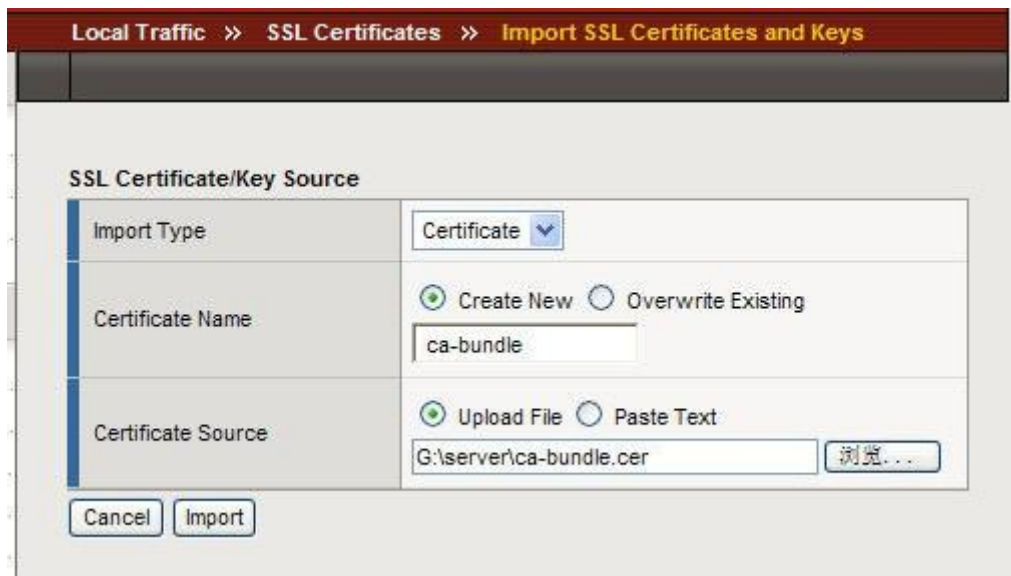 Local Traffic » SSL Certificates » Import SSL Certificates and Keys
SSL Certificate/Key Source
Import Type
Certificate
Certificate Name
Create New Overwrite Existing
ca-bundle
Certificate Source
Upload File Paste Text
G:\server\ca-bundle.cer 浏览...
Cancel Import